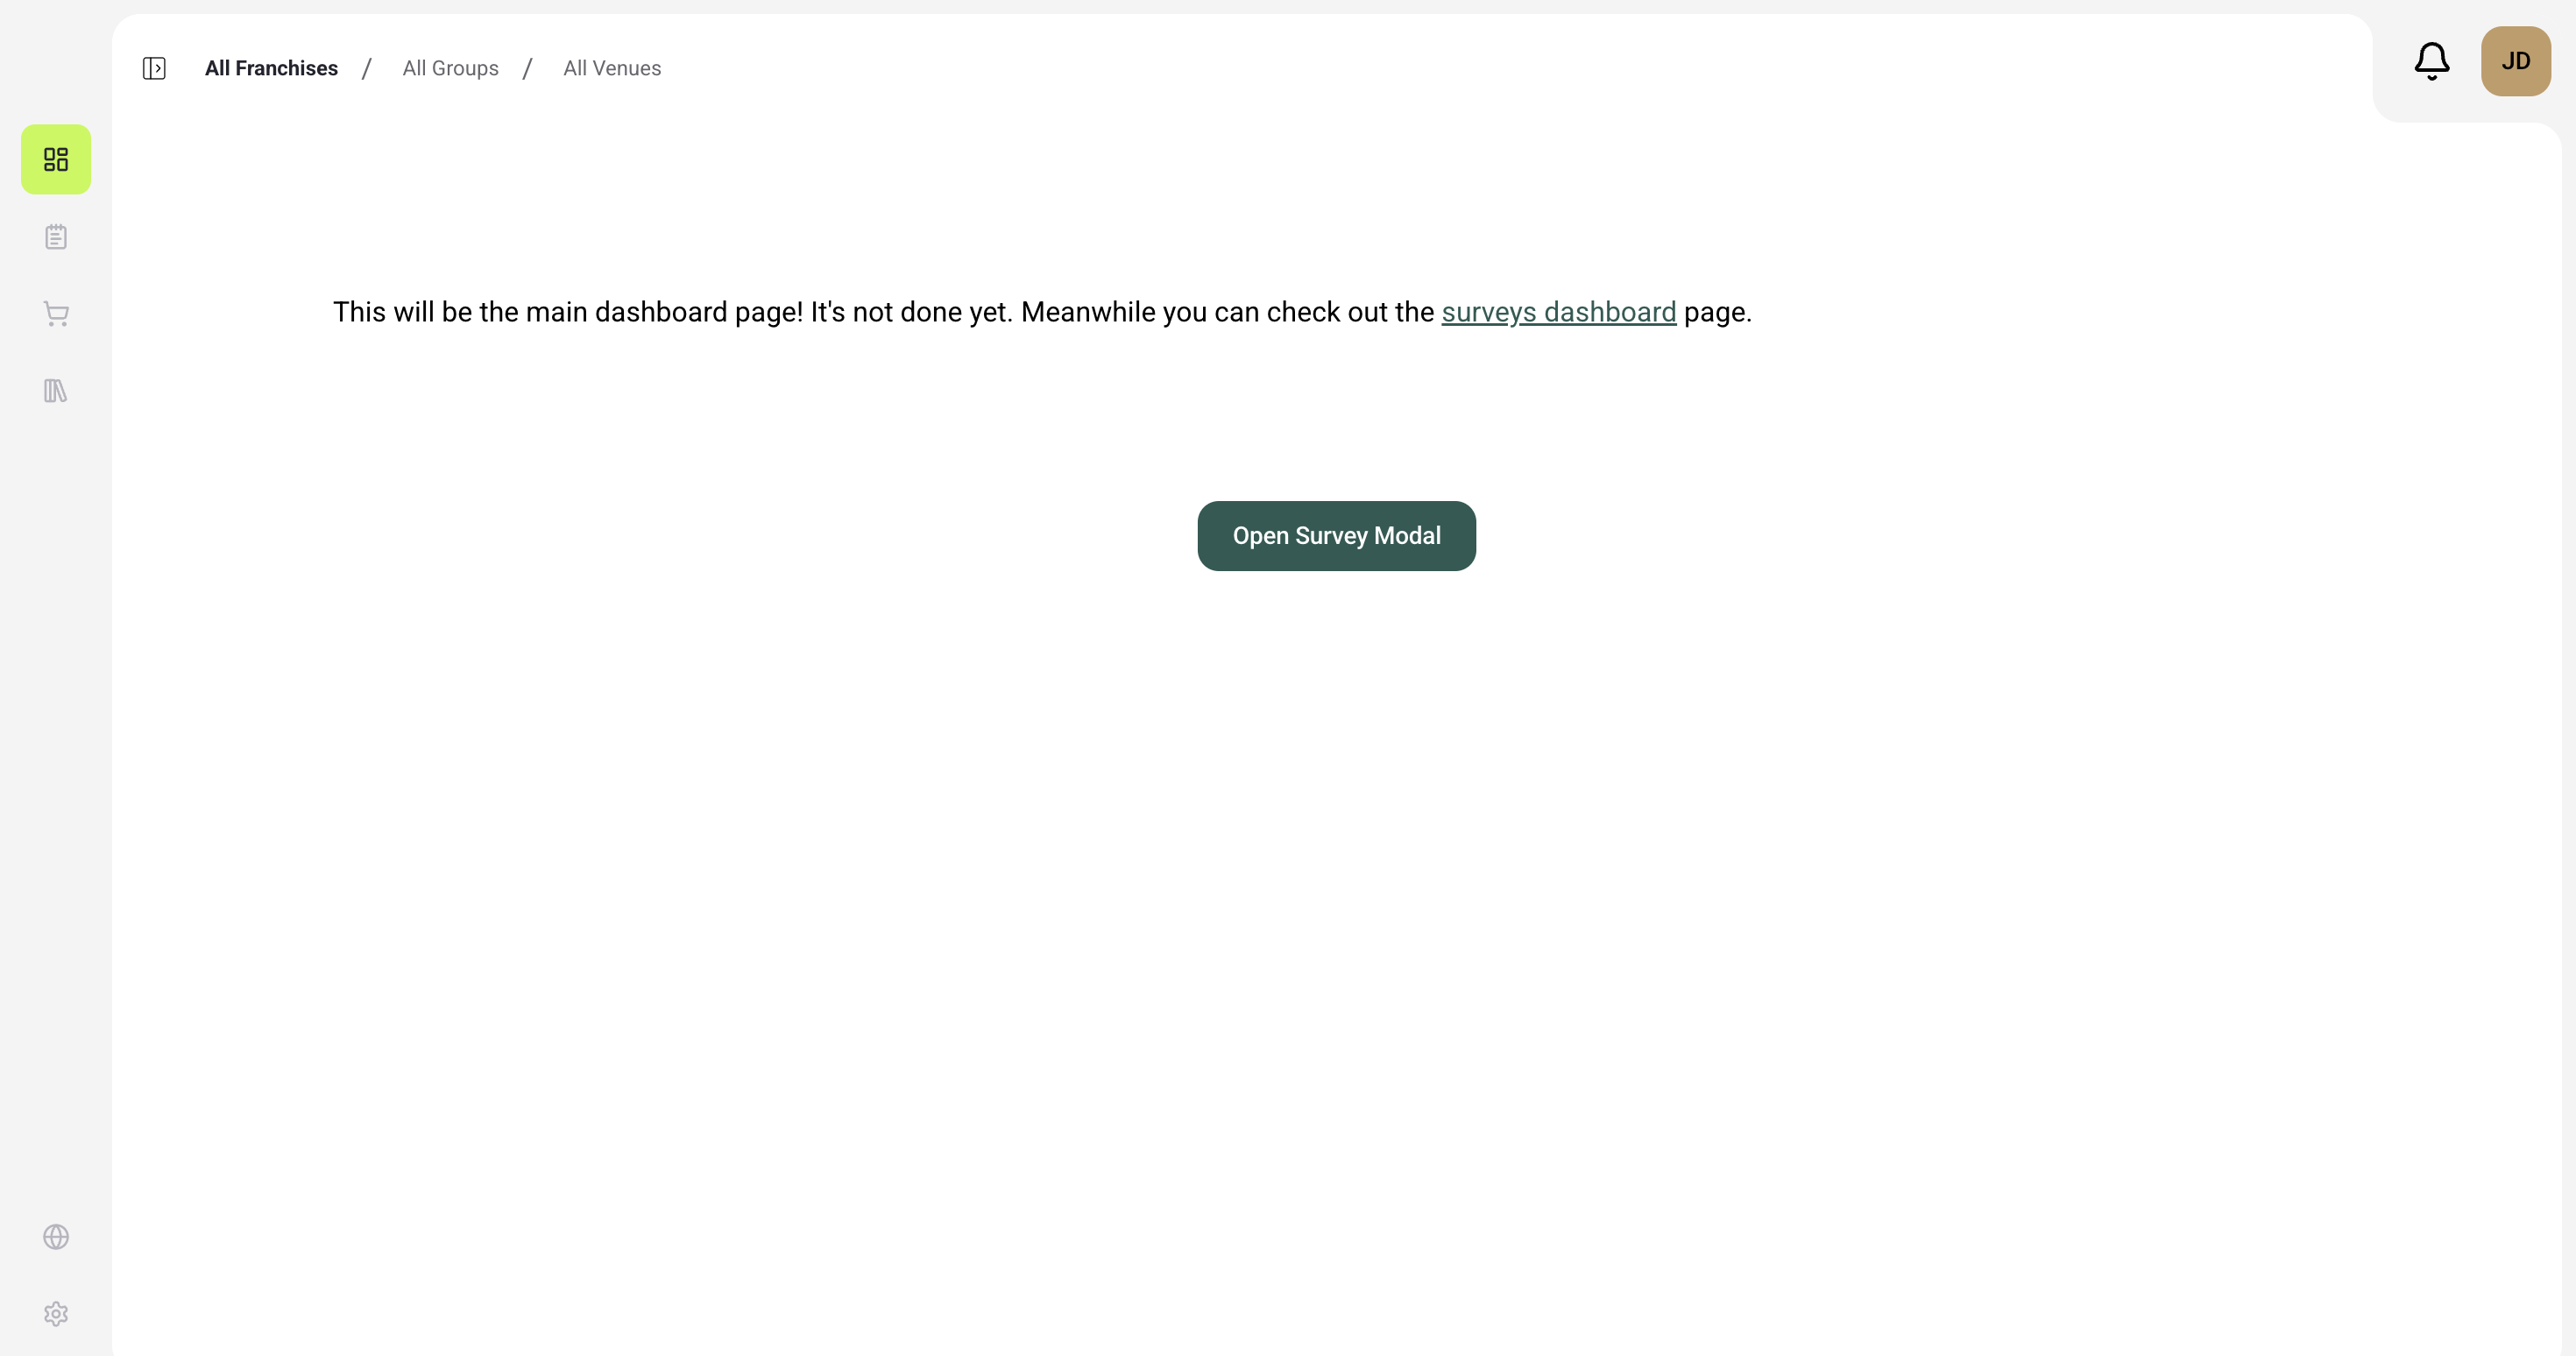 All Franchises / All Groups / All Venues
JD
This will be the main dashboard page! It's not done yet. Meanwhile you can check out the surveys dashboard page.
Open Survey Modal